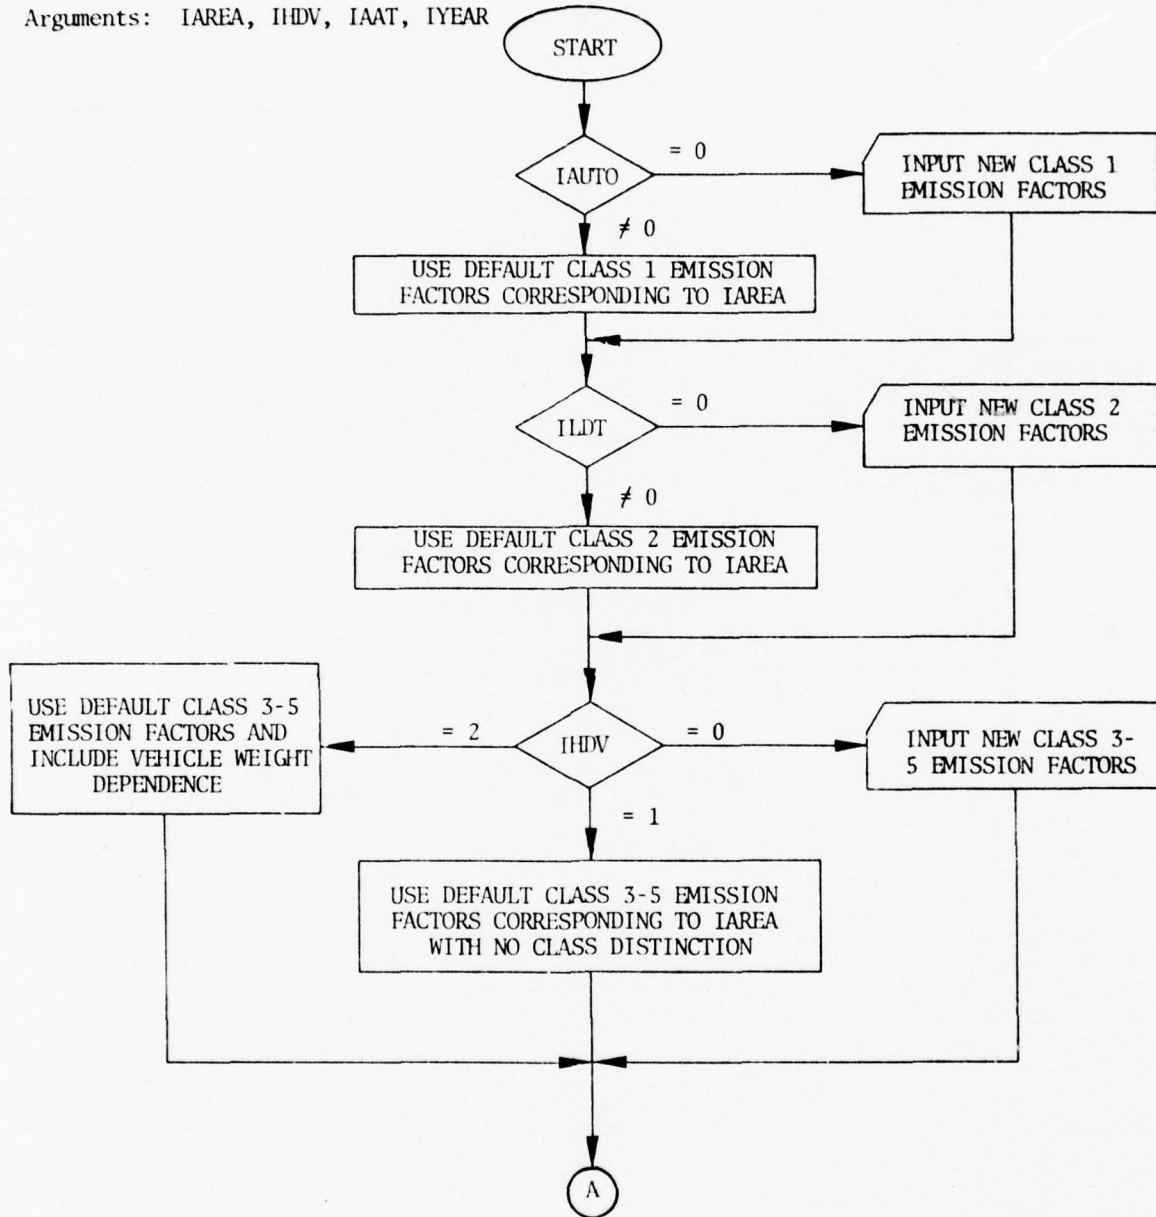 Arguments: IAREA, IHDV, IAAT, IYEAR
START
IAUTO
= 0
INPUT NEW CLASS 1
EMISSION FACTORS
≠ 0
USE DEFAULT CLASS 1 EMISSION
FACTORS CORRESPONDING TO IAREA
ILDT
= 0
INPUT NEW CLASS 2
EMISSION FACTORS
≠ 0
USE DEFAULT CLASS 2 EMISSION
FACTORS CORRESPONDING TO IAREA
USE DEFAULT CLASS 3-5
EMISSION FACTORS AND
INCLUDE VEHICLE WEIGHT
DEPENDENCE
= 2
IHDV
= 0
INPUT NEW CLASS 3-
5 EMISSION FACTORS
= 1
USE DEFAULT CLASS 3-5 EMISSION
FACTORS CORRESPONDING TO IAREA
WITH NO CLASS DISTINCTION
A